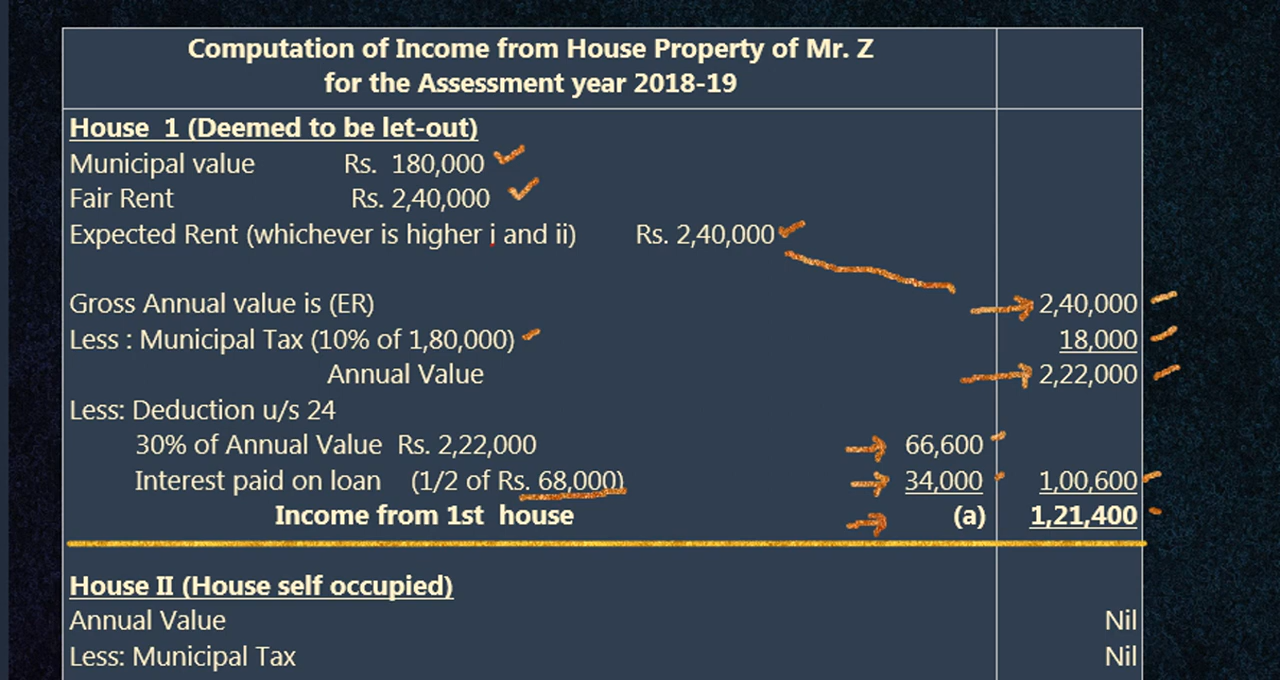 Computation of Income from House Property of Mr. Z
for the Assessment year 2018-19
House 1 (Deemed to be let-out)
Municipal value Rs. 180,000
Fair Rent Rs. 2,40,000
Expected Rent (whichever is higher i and ii) Rs. 2,40,000
Gross Annual value is (ER) 2,40,000
Less : Municipal Tax (10% of 1,80,000) 18,000
Annual Value 2,22,000
Less: Deduction u/s 24
30% of Annual Value Rs. 2,22,000 66,600
Interest paid on loan (1/2 of Rs. 68,000) 34,000 1,00,600
Income from 1st house (a) 1,21,400
House II (House self occupied)
Annual Value Nil
Less: Municipal Tax Nil